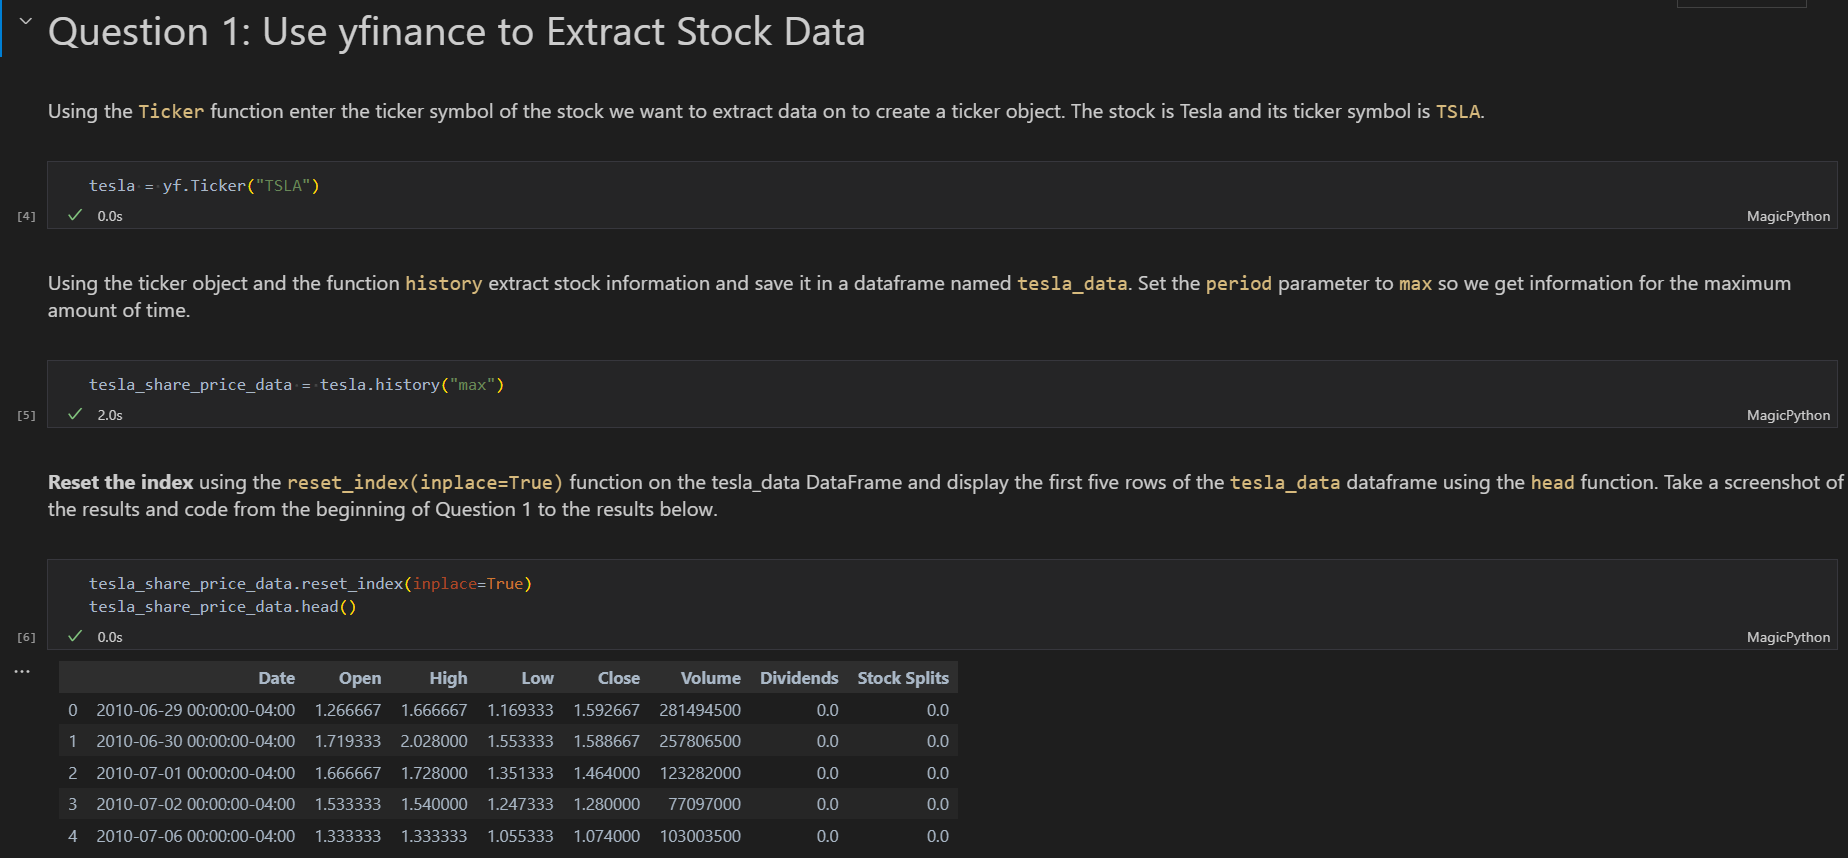 Question 1: Use yfinance to Extract Stock Data
Using the Ticker function enter the ticker symbol of the stock we want to extract data on to create a ticker object. The stock is Tesla and its ticker symbol is TSLA.
tesla = yf.Ticker("TSLA")
[4] 0.0s MagicPython
Using the ticker object and the function history extract stock information and save it in a dataframe named tesla_data. Set the period parameter to max so we get information for the maximum
amount of time.
tesla_share_price_data = tesla.history("max")
[5] 2.0s MagicPython
Reset the index using the reset_index(inplace=True) function on the tesla_data DataFrame and display the first five rows of the tesla_data dataframe using the head function. Take a screenshot of
the results and code from the beginning of Question 1 to the results below.
tesla_share_price_data.reset_index(inplace=True)
tesla_share_price_data.head()
[6] 0.0s MagicPython
... Date Open High Low Close Volume Dividends Stock Splits
0 2010-06-29 00:00:00-04:00 1.266667 1.666667 1.169333 1.592667 281494500 0.0 0.0
1 2010-06-30 00:00:00-04:00 1.719333 2.028000 1.553333 1.588667 257806500 0.0 0.0
2 2010-07-01 00:00:00-04:00 1.666667 1.728000 1.351333 1.464000 123282000 0.0 0.0
3 2010-07-02 00:00:00-04:00 1.533333 1.540000 1.247333 1.280000 77097000 0.0 0.0
4 2010-07-06 00:00:00-04:00 1.333333 1.333333 1.055333 1.074000 103003500 0.0 0.0